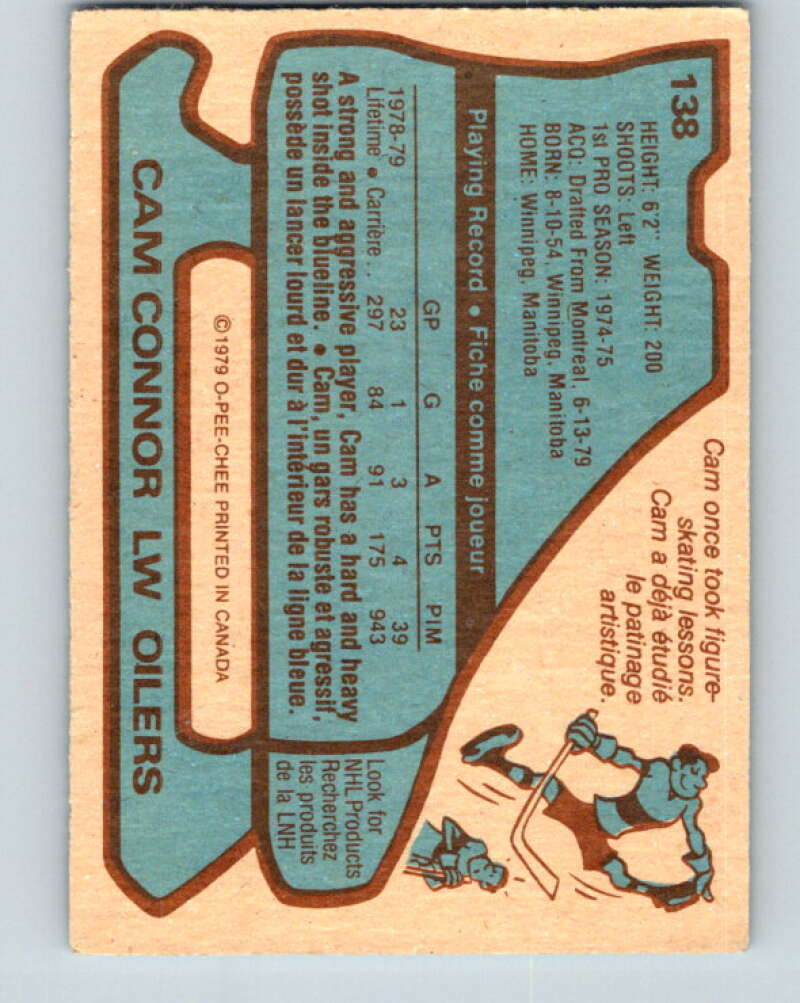 138
HEIGHT: 6'2" WEIGHT: 200
SHOOTS: Left
1st PRO SEASON: 1974-75
ACQ: Drafted From Montreal, 6-13-79
BORN: 8-10-54, Winnipeg, Manitoba
HOME: Winnipeg, Manitoba
Cam once took figure-
skating lessons.
Cam a déjà étudié
le patinage
artistique.
Playing Record • Fiche comme joueur
GP G A PTS PIM
1978-79 23 1 3 4 39
Lifetime • Carrière .. 297 84 91 175 943
A strong and aggressive player, Cam has a hard and heavy
shot inside the blueline. • Cam, un gars robuste et agressif,
possède un lancer lourd et dur à l'intérieur de la ligne bleue.
Look for
NHL Products
Recherchez
les produits
de la LNH
©1979 O-PEE-CHEE PRINTED IN CANADA
CAM CONNOR LW OILERS